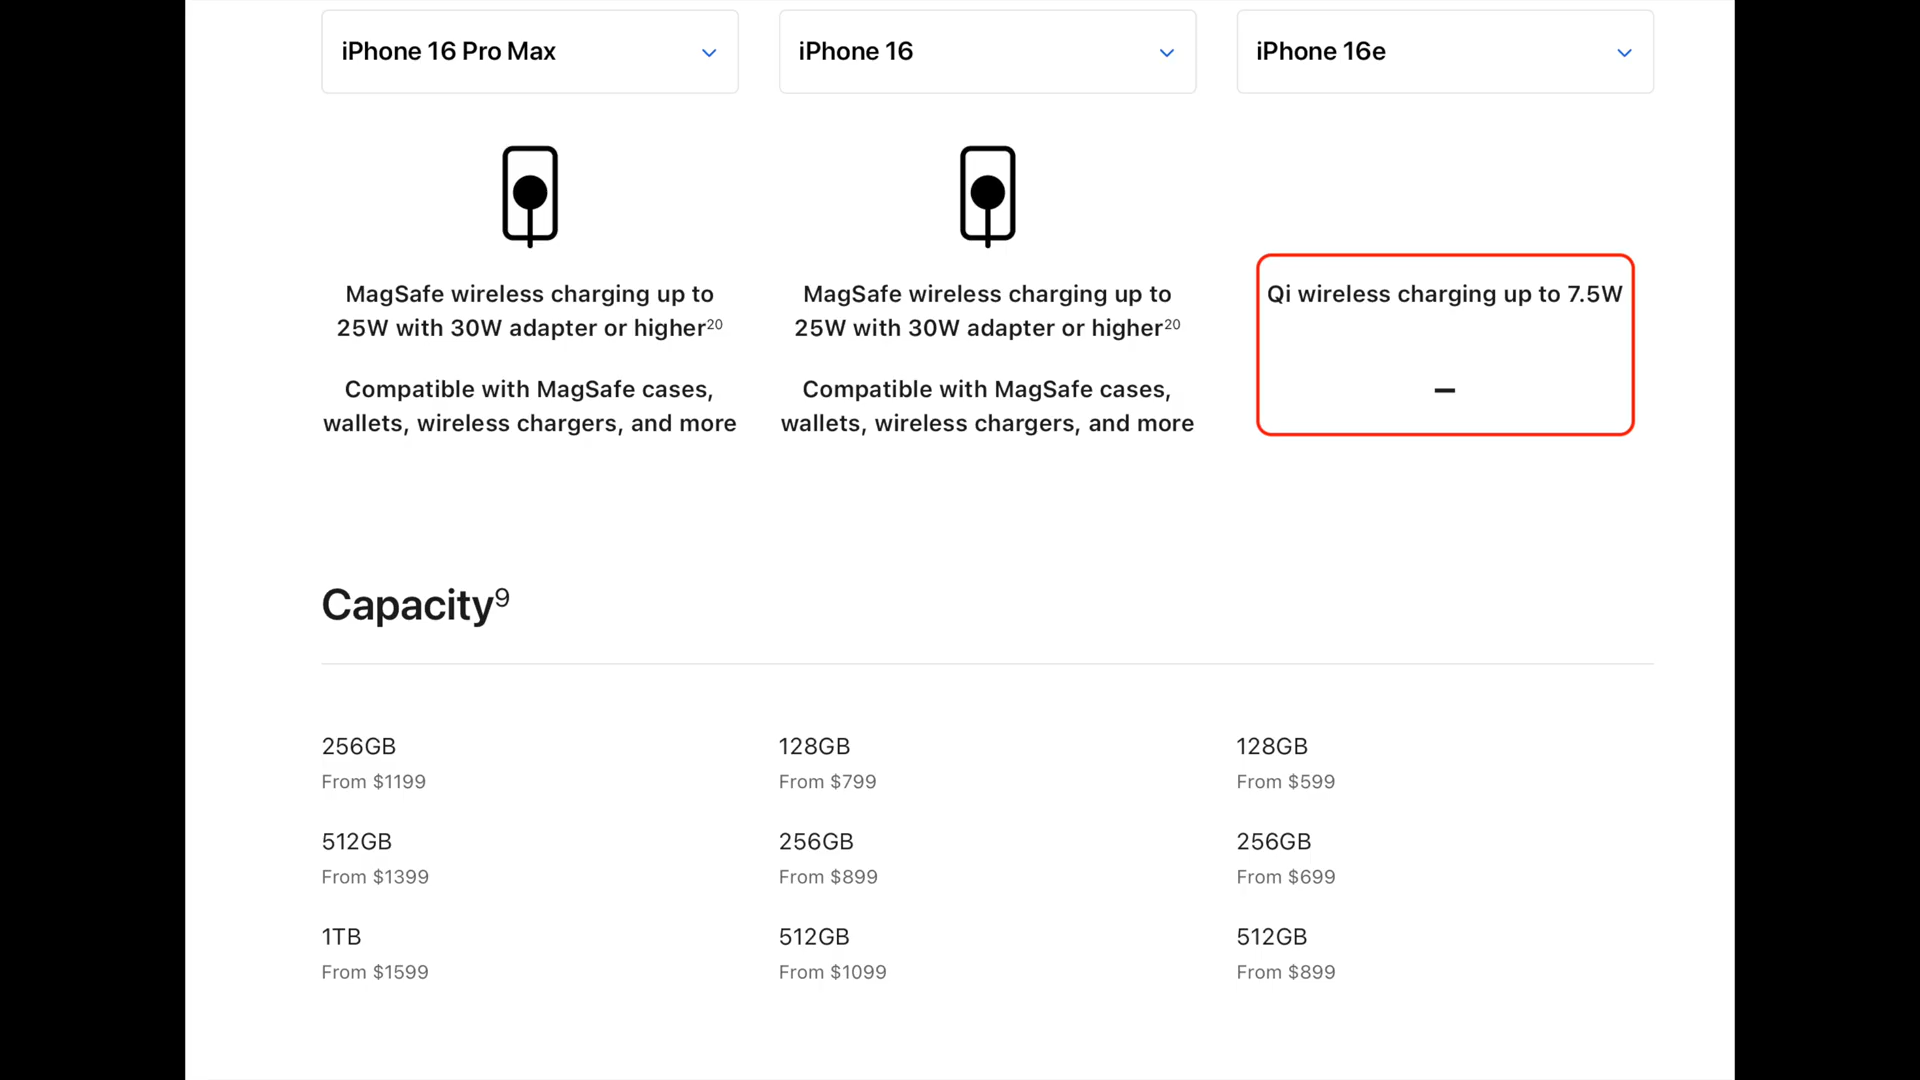 iPhone 16 Pro Max
iPhone 16
iPhone 16e
MagSafe wireless charging up to
25W with 30W adapter or higher20
Compatible with MagSafe cases,
wallets, wireless chargers, and more
MagSafe wireless charging up to
25W with 30W adapter or higher20
Compatible with MagSafe cases,
wallets, wireless chargers, and more
Qi wireless charging up to 7.5W
–
Capacity9
256GB
From $1199
512GB
From $1399
1TB
From $1599
128GB
From $799
256GB
From $899
512GB
From $1099
128GB
From $599
256GB
From $699
512GB
From $899